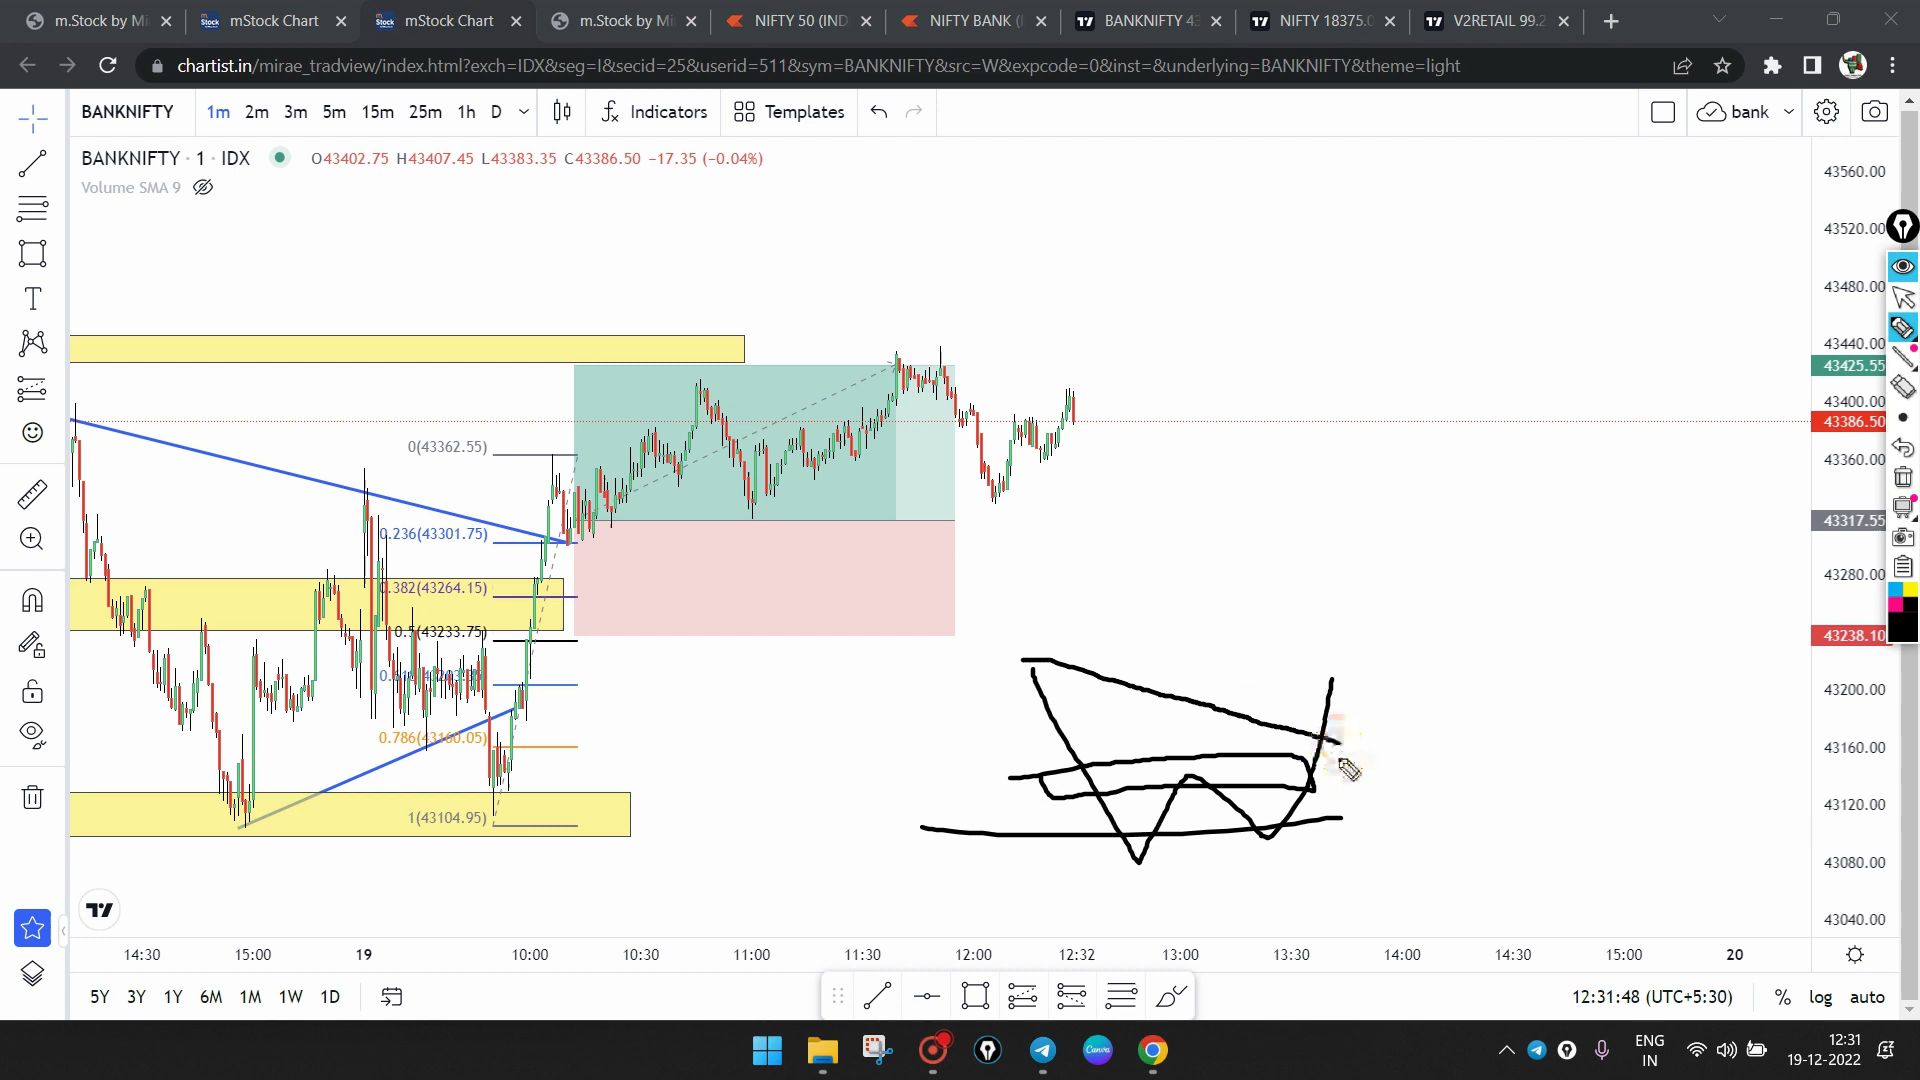 m.Stock by Mi
mStock Chart
mStock Chart
m.Stock by Mi
NIFTY 50 (IND
NIFTY BANK (
BANKNIFTY 43
NIFTY 18375.0
V2RETAIL 99.2
chartist.in/mirae_tradview/index.html?exch=IDX&seg=I&secid=25&userid=511&sym=BANKNIFTY&src=W&expcode=0&inst=&underlying=BANKNIFTY&theme=light
BANKNIFTY 1m 2m 3m 5m 15m 25m 1h D Indicators Templates bank
BANKNIFTY · 1 · IDX O43402.75 H43407.45 L43383.35 C43386.50 −17.35 (−0.04%)
Volume SMA 9
43560.00
43520.00
43480.00
43440.00
43425.55
43400.00
43386.50
43360.00
43317.55
43280.00
43238.10
43200.00
43160.00
43120.00
43080.00
43040.00
0(43362.55)
0.236(43301.75)
0.382(43264.15)
0.5(43233.75)
0.786(43160.05)
1(43104.95)
14:30 15:00 19 10:00 10:30 11:00 11:30 12:00 12:32 13:00 13:30 14:00 14:30 15:00 20
5Y 3Y 1Y 6M 1M 1W 1D
12:31:48 (UTC+5:30) % log auto
Canva
ENG
IN
12:31
19-12-2022